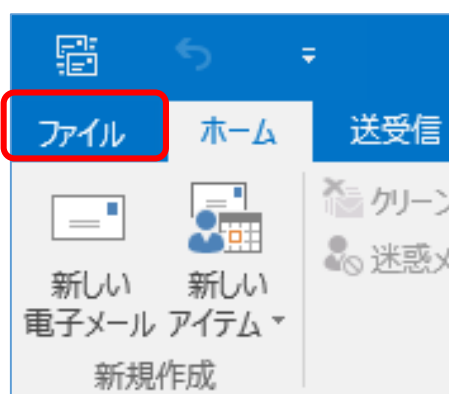 ファイル ホーム 送受信
クリーン
迷惑メ
新しい 新しい
電子メール アイテム
新規作成